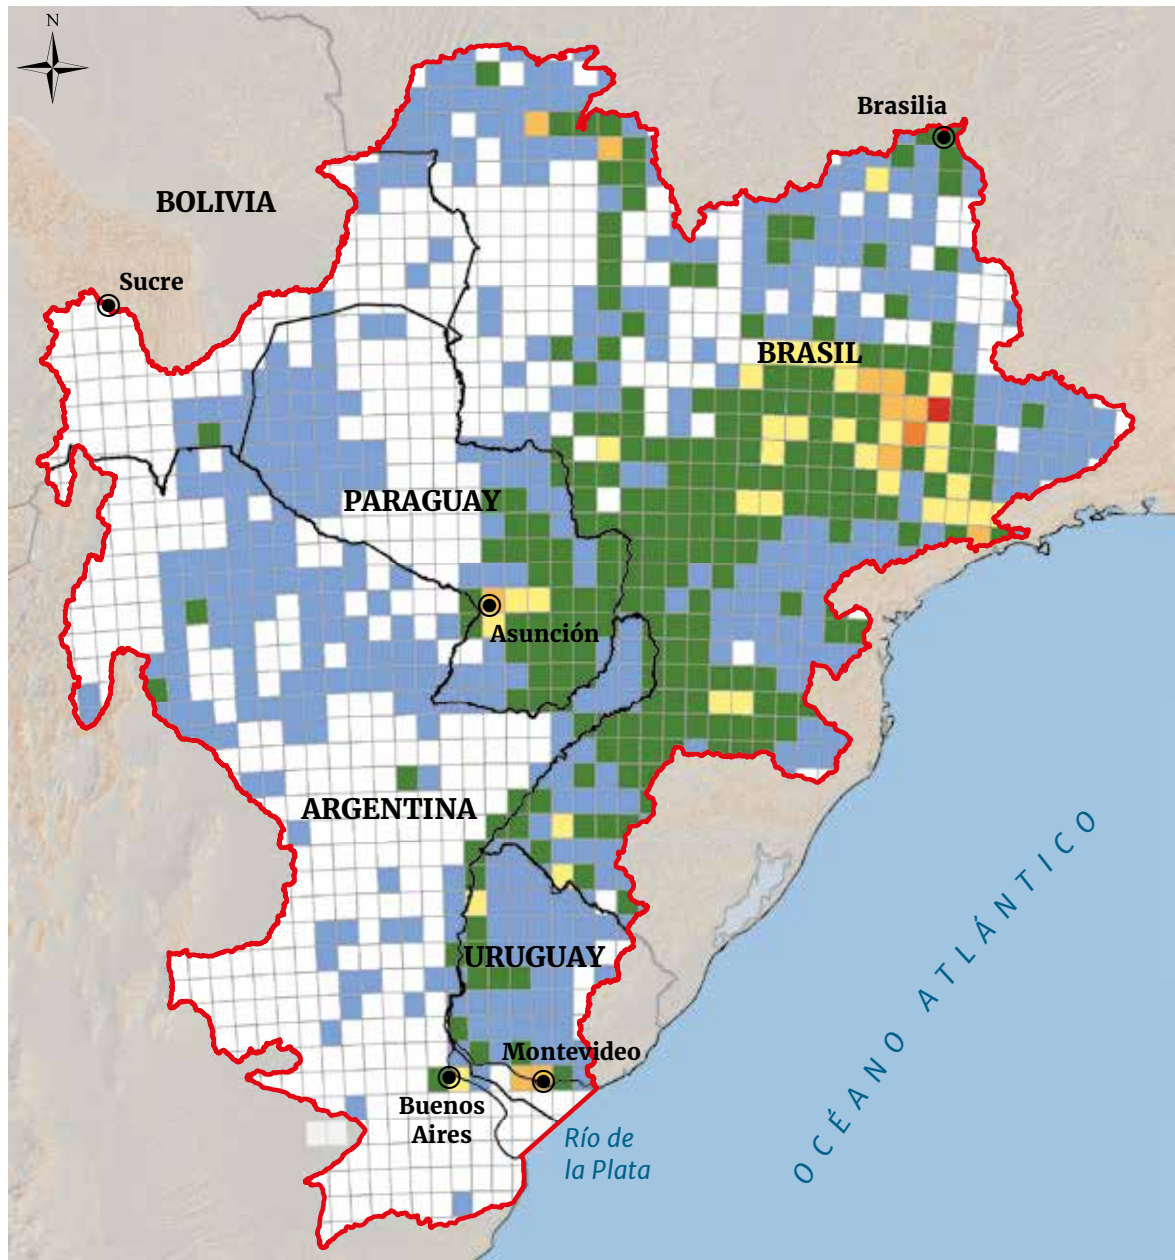 N
Brasilia
BOLIVIA
Sucre
BRASIL
PARAGUAY
Asunción
ARGENTINA
URUGUAY
Montevideo
Buenos
Aires
Río de
la Plata
OCÉANO ATLÁNTICO